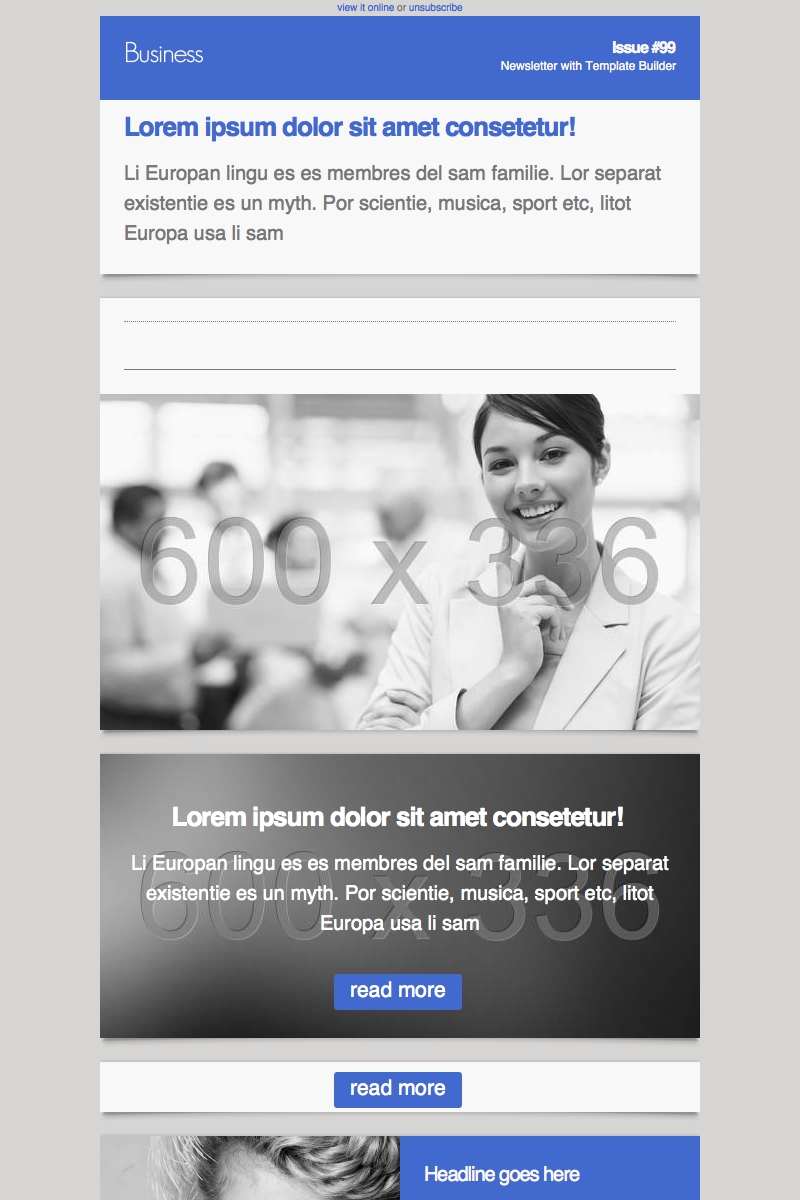 view it online or unsubscribe
Business
Issue #99
Newsletter with Template Builder
Lorem ipsum dolor sit amet consetetur!
Li Europan lingu es es membres del sam familie. Lor separat
existentie es un myth. Por scientie, musica, sport etc, litot
Europa usa li sam
600 x 336
Lorem ipsum dolor sit amet consetetur!
Li Europan lingu es es membres del sam familie. Lor separat
existentie es un myth. Por scientie, musica, sport etc, litot
Europa usa li sam
600 x 336
read more
read more
Headline goes here